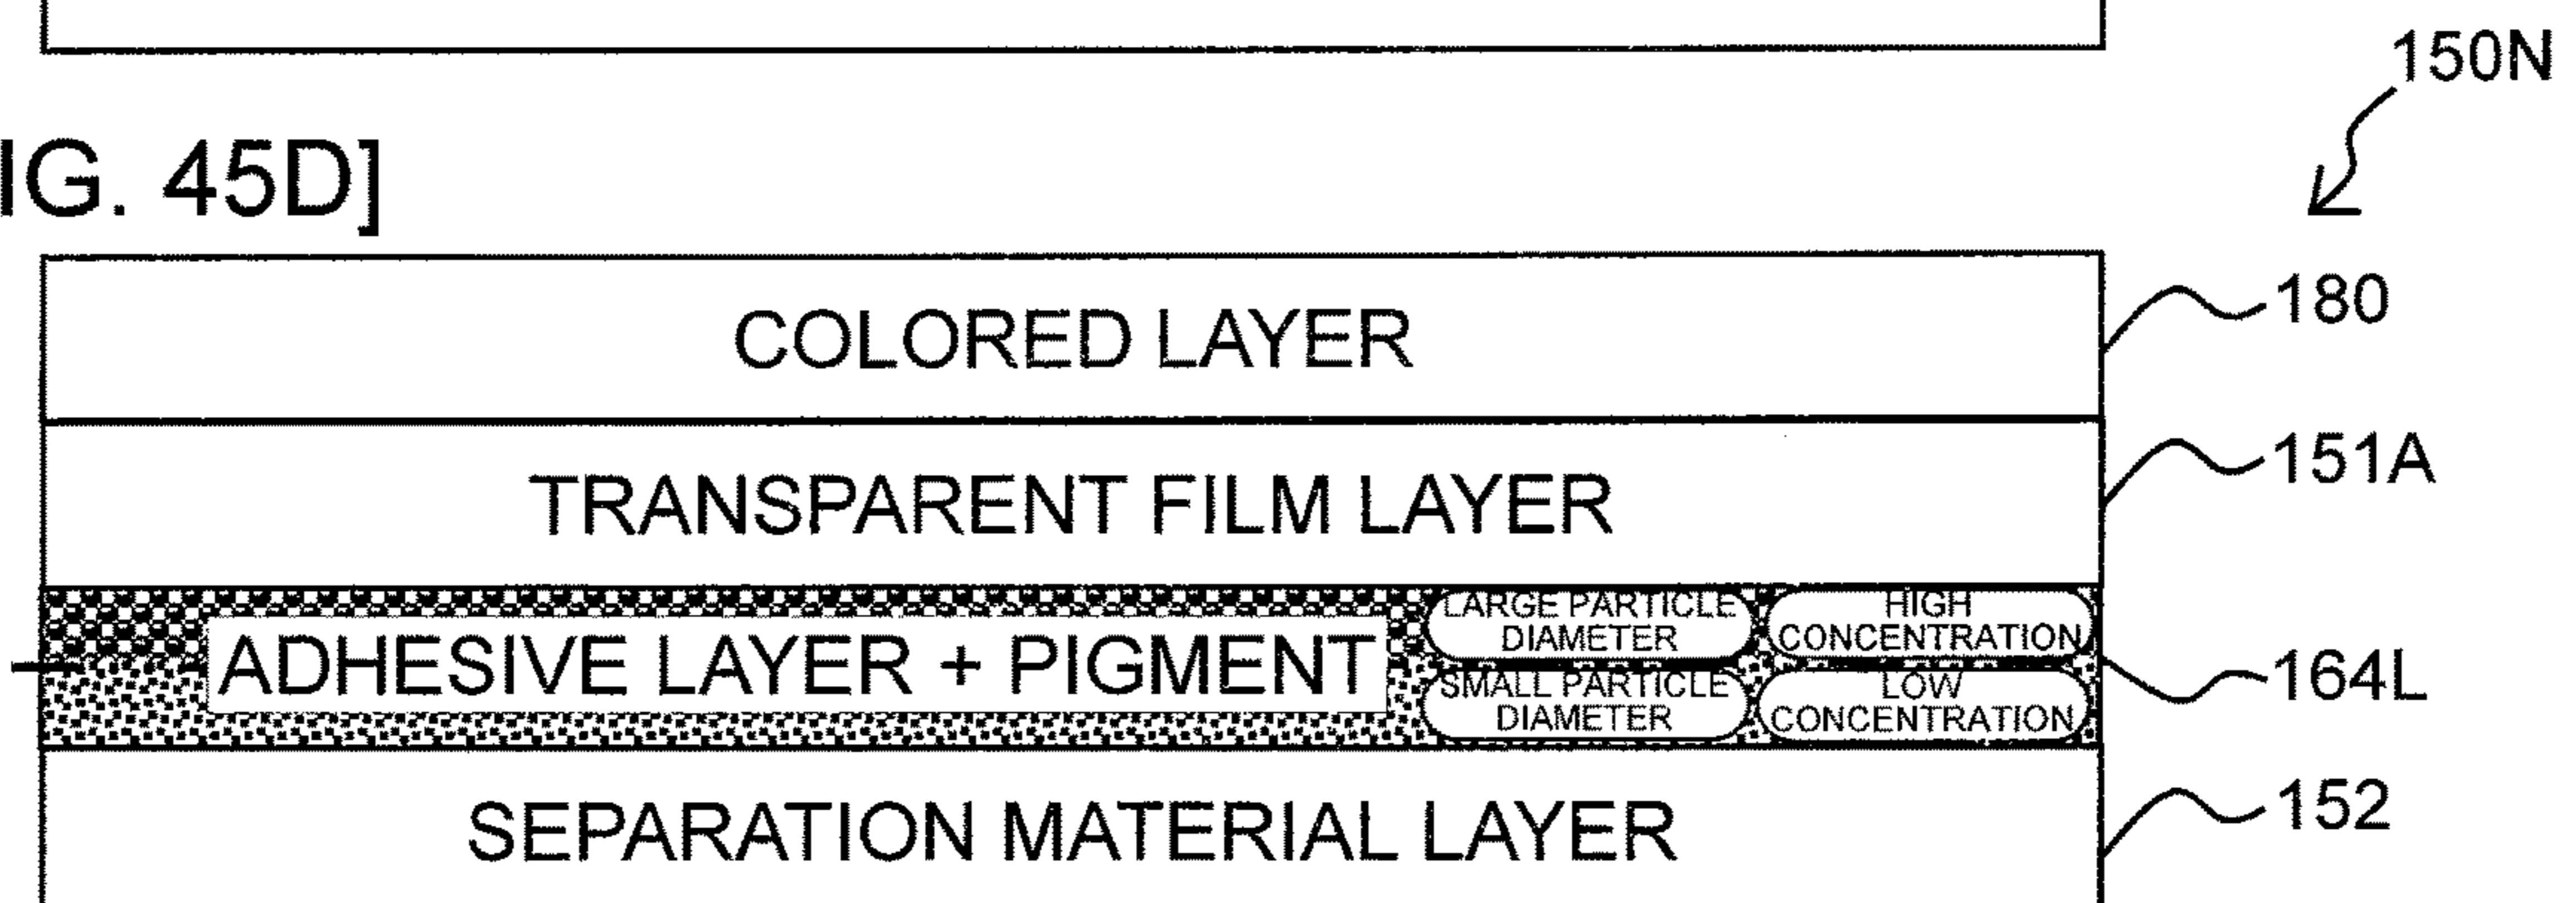 150N
IG. 45D]
COLORED LAYER
180
TRANSPARENT FILM LAYER
151A
ADHESIVE LAYER + PIGMENT
LARGE PARTICLE
DIAMETER
HIGH
CONCENTRATION
SMALL PARTICLE
DIAMETER
LOW
CONCENTRATION
164L
SEPARATION MATERIAL LAYER
152